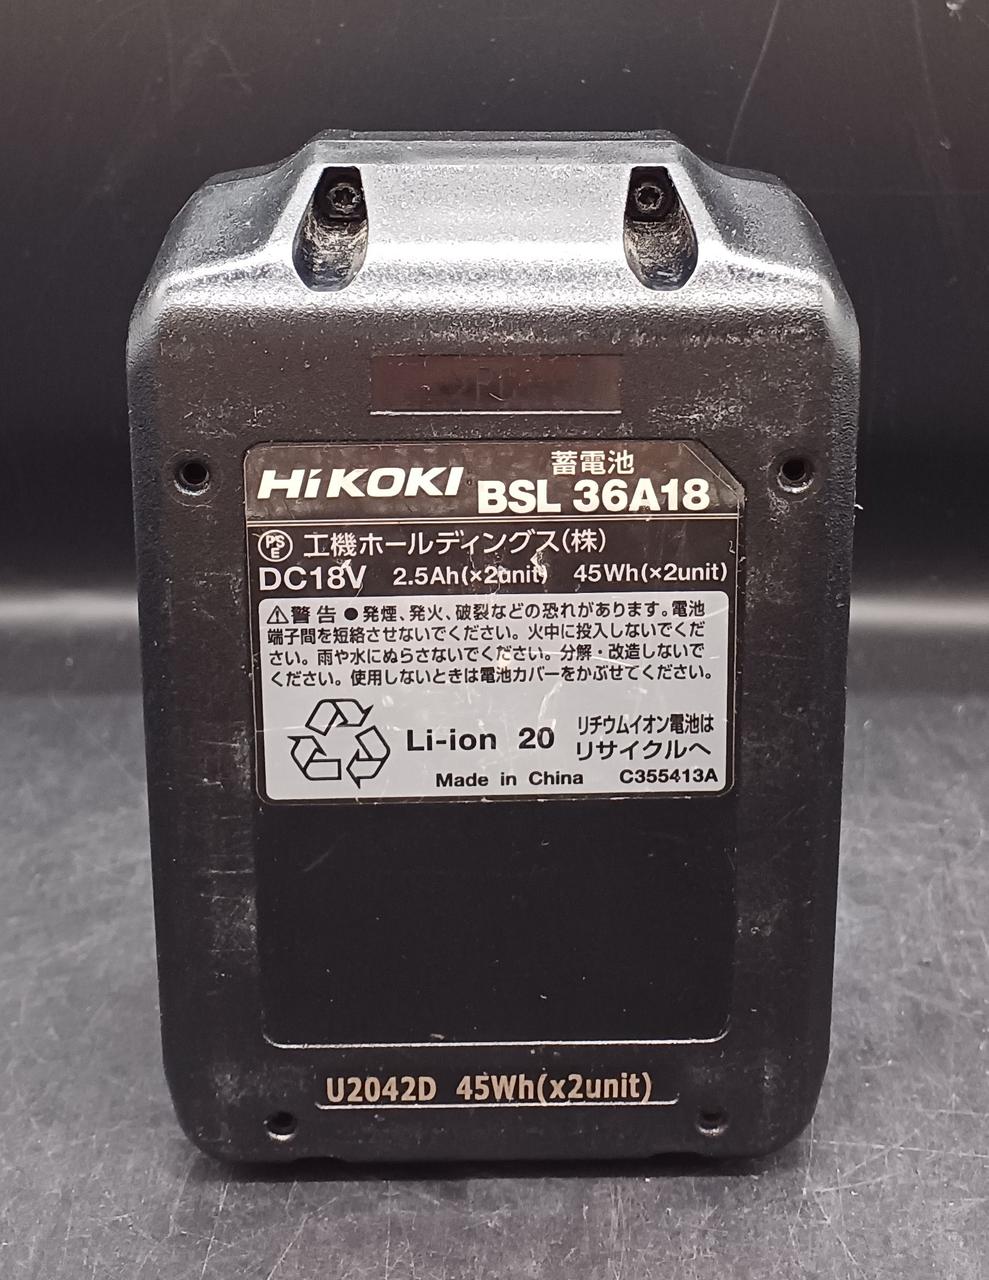 HiKOKI
蓄電池
BSL 36A18
PSE 工機ホールディングス(株)
DC18V 2.5Ah(×2unit) 45Wh(×2unit)
⚠警告 ●発煙、発火、破裂などの恐れがあります。電池
端子間を短絡させないでください。火中に投入しないでくだ
さい。雨や水にぬらさないでください。分解・改造しないで
ください。使用しないときは電池カバーをかぶせてください。
Li-ion 20
リチウムイオン電池は
リサイクルへ
Made in China C355413A
U2042D 45Wh(x2unit)